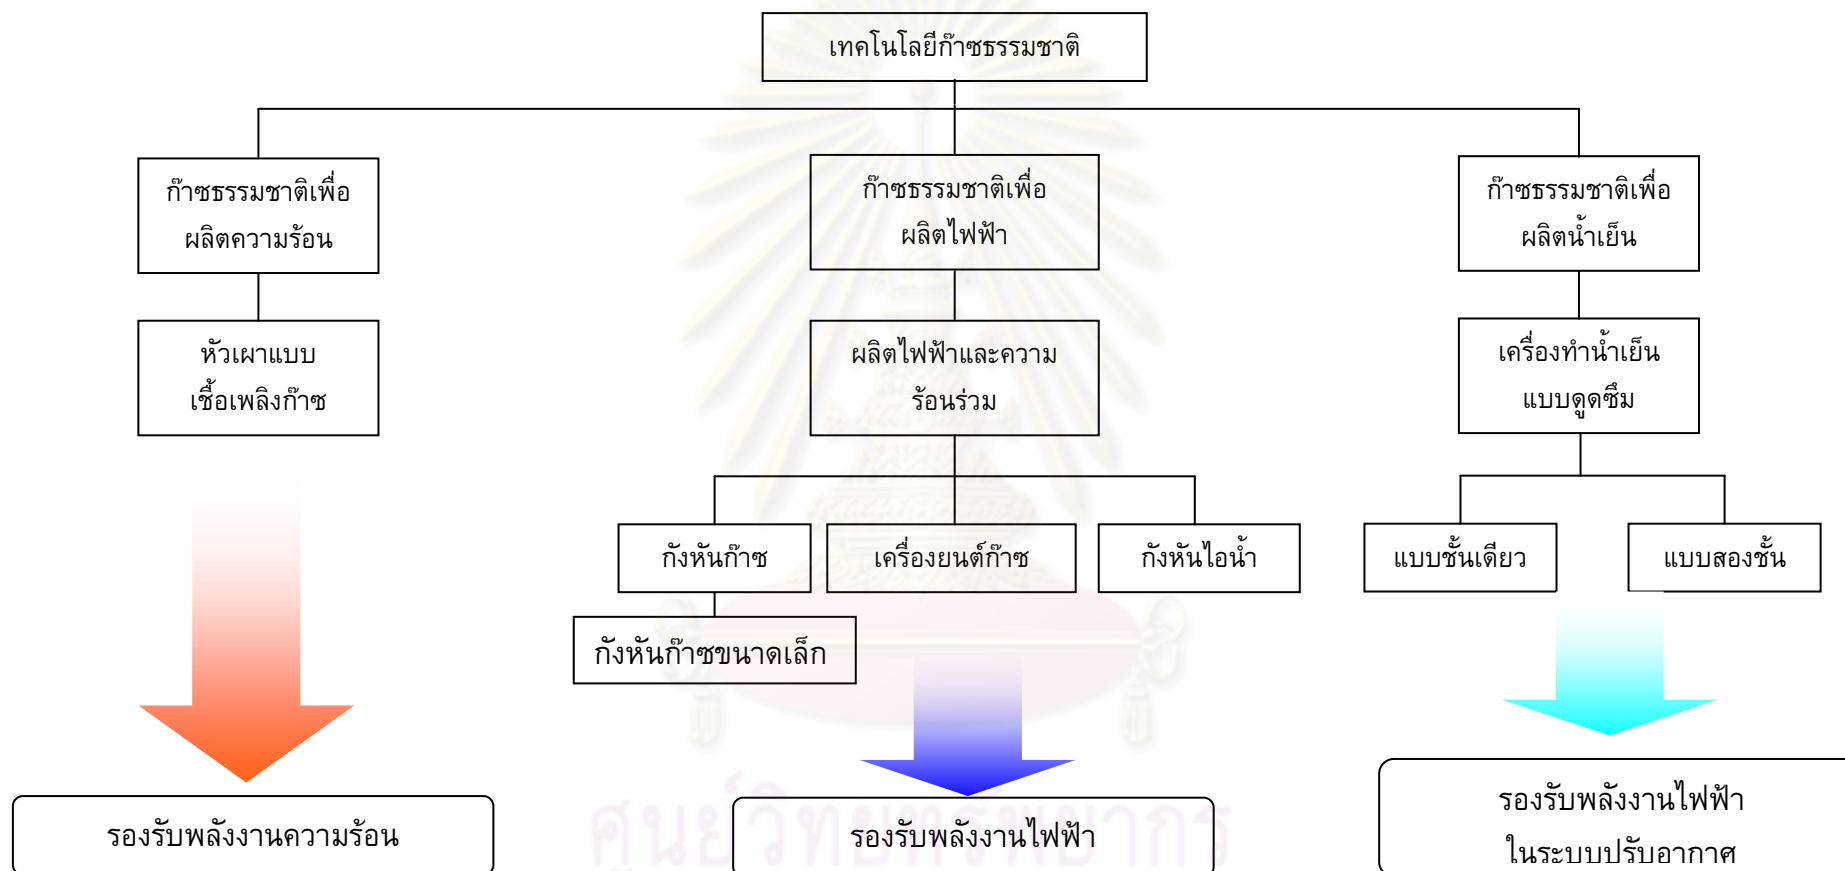 เทคโนโลยีก๊าซธรรมชาติ
ก๊าซธรรมชาติเพื่อ
ผลิตความร้อน
ก๊าซธรรมชาติเพื่อ
ผลิตไฟฟ้า
ก๊าซธรรมชาติเพื่อ
ผลิตน้ำเย็น
หัวเผาแบบ
เชื้อเพลิงก๊าซ
ผลิตไฟฟ้าและความ
ร้อนร่วม
เครื่องทำน้ำเย็น
แบบดูดซึม
กังหันก๊าซ
เครื่องยนต์ก๊าซ
กังหันไอน้ำ
แบบชั้นเดียว
แบบสองชั้น
กังหันก๊าซขนาดเล็ก
รองรับพลังงานความร้อน
รองรับพลังงานไฟฟ้า
รองรับพลังงานไฟฟ้า
ในระบบปรับอากาศ
ศูนย์วิทยทรัพยากร